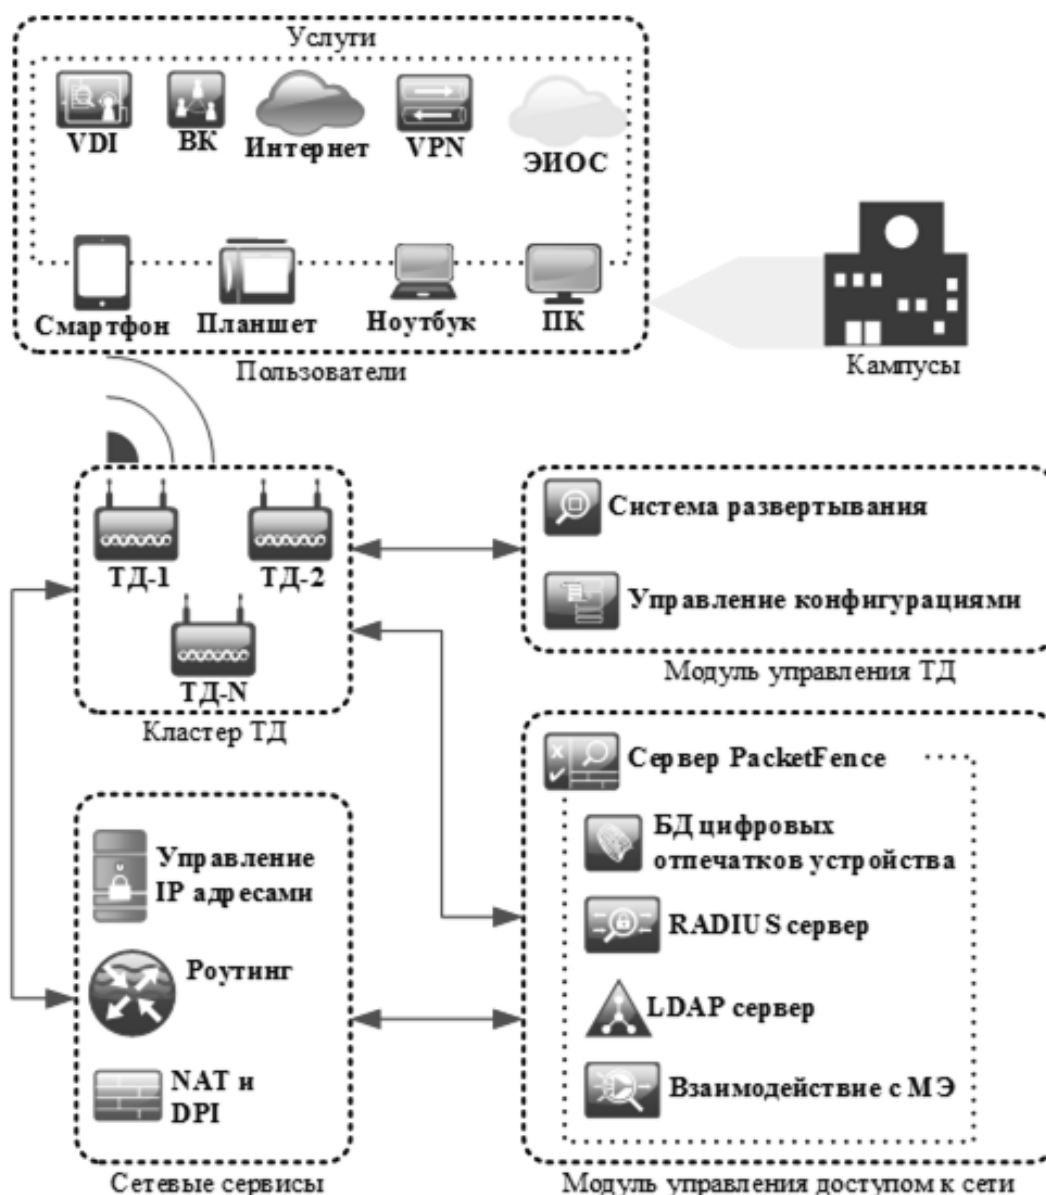 Услуги
VDI
ВК
Интернет
VPN
ЭИОС
Смартфон
Планшет
Ноутбук
ПК
Пользователи
Кампусы
ТД-1
ТД-2
ТД-N
Кластер ТД
Система развертывания
Управление конфигурациями
Модуль управления ТД
Сервер PacketFence
БД цифровых
отпечатков устройства
RADIUS сервер
LDAP сервер
Взаимодействие с МЭ
Модуль управления доступом к сети
Управление
IP адресами
Роутинг
NAT и
DPI
Сетевые сервисы